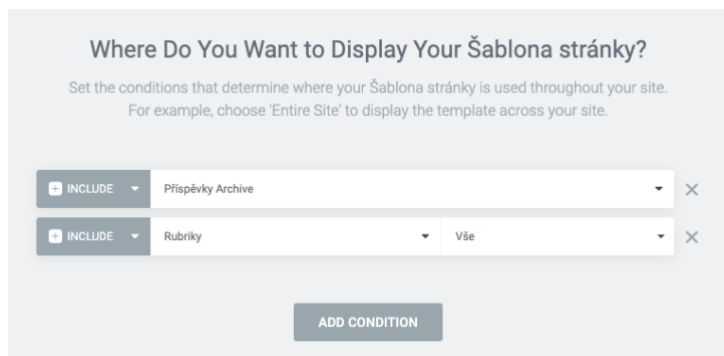 Where Do You Want to Display Your Šablona stránky?
Set the conditions that determine where your Šablona stránky is used throughout your site.
For example, choose 'Entire Site' to display the template across your site.
INCLUDE Příspěvky Archive
INCLUDE Rubriky Vše
ADD CONDITION